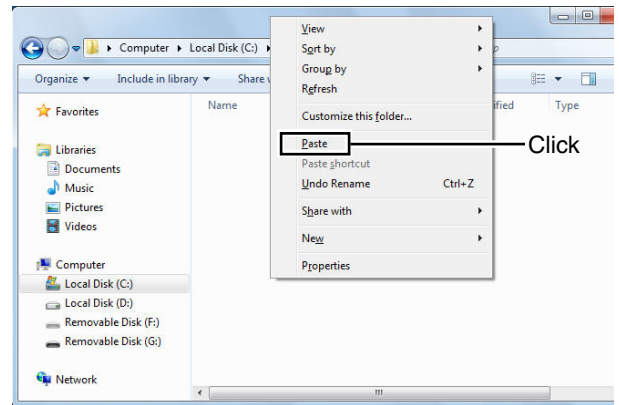 Computer ▸ Local Disk (C:) ▸
Organize ▾ Include in library ▾ Share
Favorites
Libraries
Documents
Music
Pictures
Videos
Computer
Local Disk (C:)
Local Disk (D:)
Removable Disk (F:)
Removable Disk (G:)
Network
Name
Type
View
Sort by
Group by
Refresh
Customize this folder...
Paste
Paste shortcut
Undo Rename Ctrl+Z
Share with
New
Properties
Click